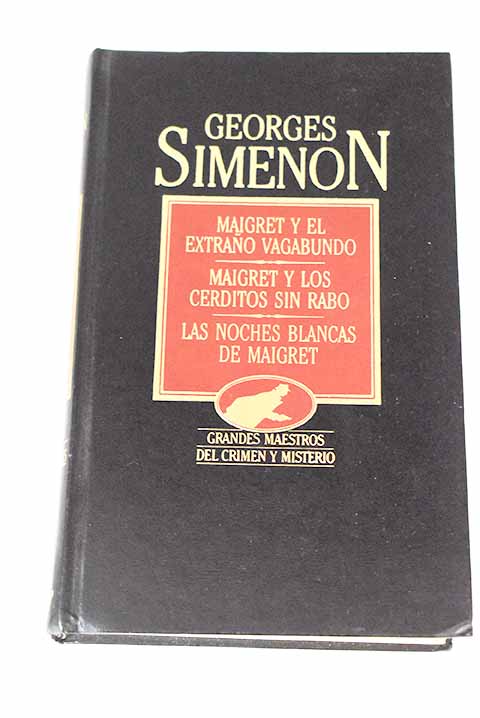 GEORGES
SIMENON
MAIGRET Y EL
EXTRAÑO VAGABUNDO
MAIGRET Y LOS
CERDITOS SIN RABO
LAS NOCHES BLANCAS
DE MAIGRET
GRANDES MAESTROS
DEL CRIMEN Y MISTERIO